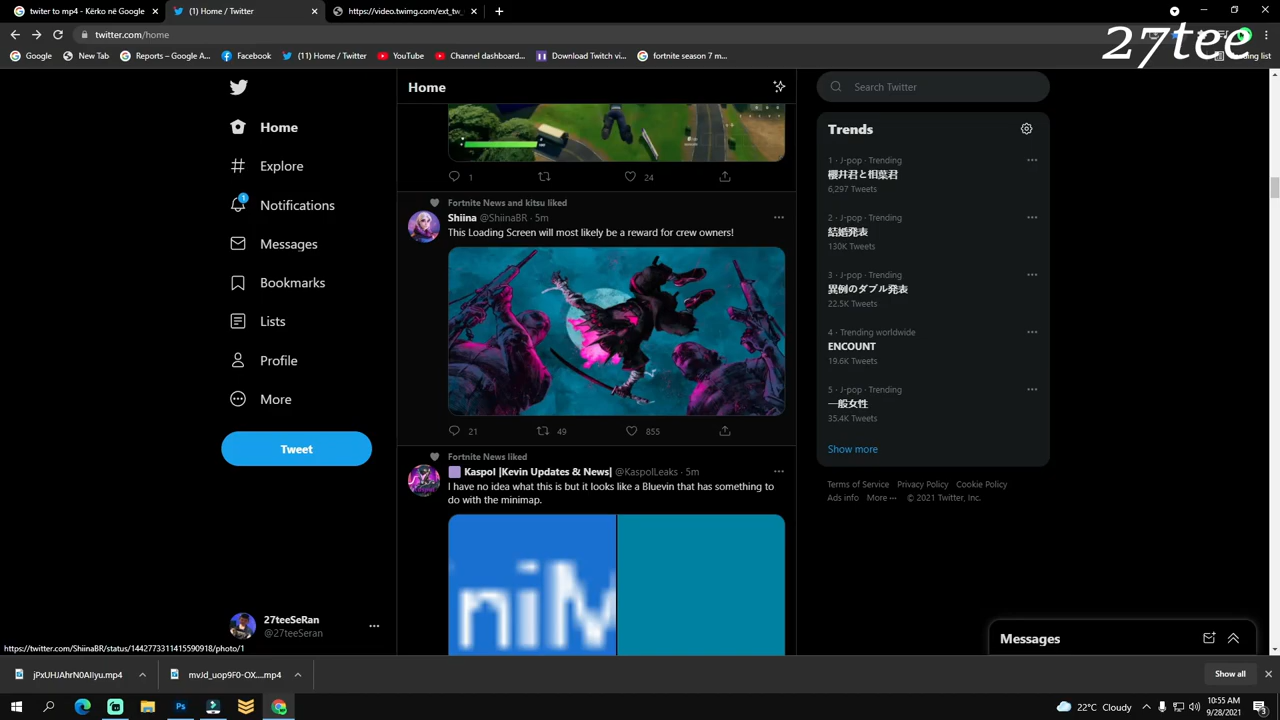 twiter to mp4 - Kërko në Google
(1) Home / Twitter
https://video.twimg.com/ext_tw
twitter.com/home
27tee
Google
New Tab
Reports – Google A...
Facebook
(11) Home / Twitter
YouTube
Channel dashboard...
Download Twitch vi...
fortnite season 7 m...
Reading list
Home
Search Twitter
Home
Explore
1
Notifications
Messages
Bookmarks
Lists
Profile
More
Tweet
1
24
Fortnite News and kitsu liked
Shiina @ShiinaBR · 5m
This Loading Screen will most likely be a reward for crew owners!
21
49
855
Fortnite News liked
Kaspol |Kevin Updates & News| @KaspolLeaks · 5m
I have no idea what this is but it looks like a Bluevin that has something to
do with the minimap.
niM
Trends
1 · J-pop · Trending
櫻井君と相葉君
6,297 Tweets
2 · J-pop · Trending
結婚発表
130K Tweets
3 · J-pop · Trending
異例のダブル発表
22.5K Tweets
4 · Trending worldwide
ENCOUNT
19.6K Tweets
5 · J-pop · Trending
一般女性
35.4K Tweets
Show more
Terms of Service Privacy Policy Cookie Policy
Ads info More ··· © 2021 Twitter, Inc.
27teeSeRan
@27teeSeran
Messages
https://twitter.com/ShiinaBR/status/1442773311415590918/photo/1
jPxUHJAhrN0AIIyu.mp4
mvJd_uop9F0-OX....mp4
Show all
22°C Cloudy
10:55 AM
9/28/2021
3